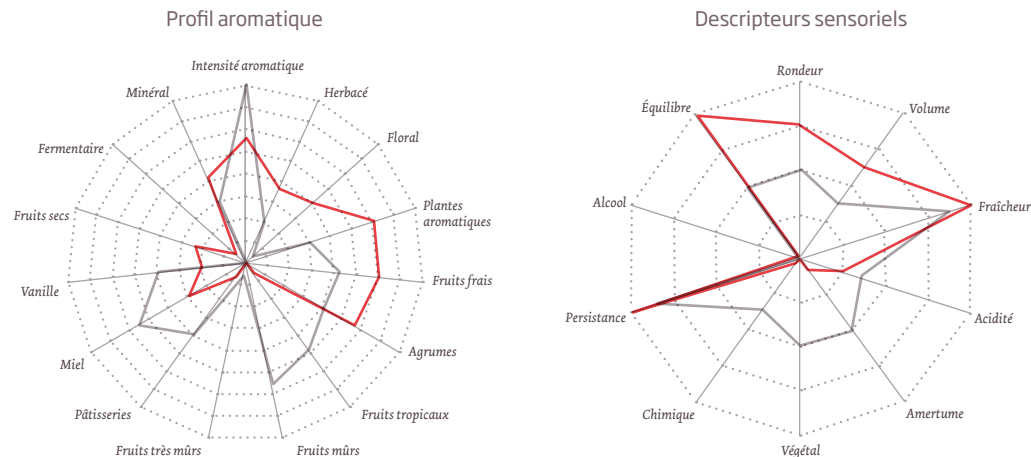 Profil aromatique
Intensité aromatique
Herbacé
Floral
Plantes
aromatiques
Fruits frais
Agrumes
Fruits tropicaux
Fruits mûrs
Fruits très mûrs
Pâtisseries
Miel
Vanille
Fruits secs
Fermentaire
Minéral
Descripteurs sensoriels
Rondeur
Volume
Fraîcheur
Acidité
Amertume
Végétal
Chimique
Persistance
Alcool
Équilibre